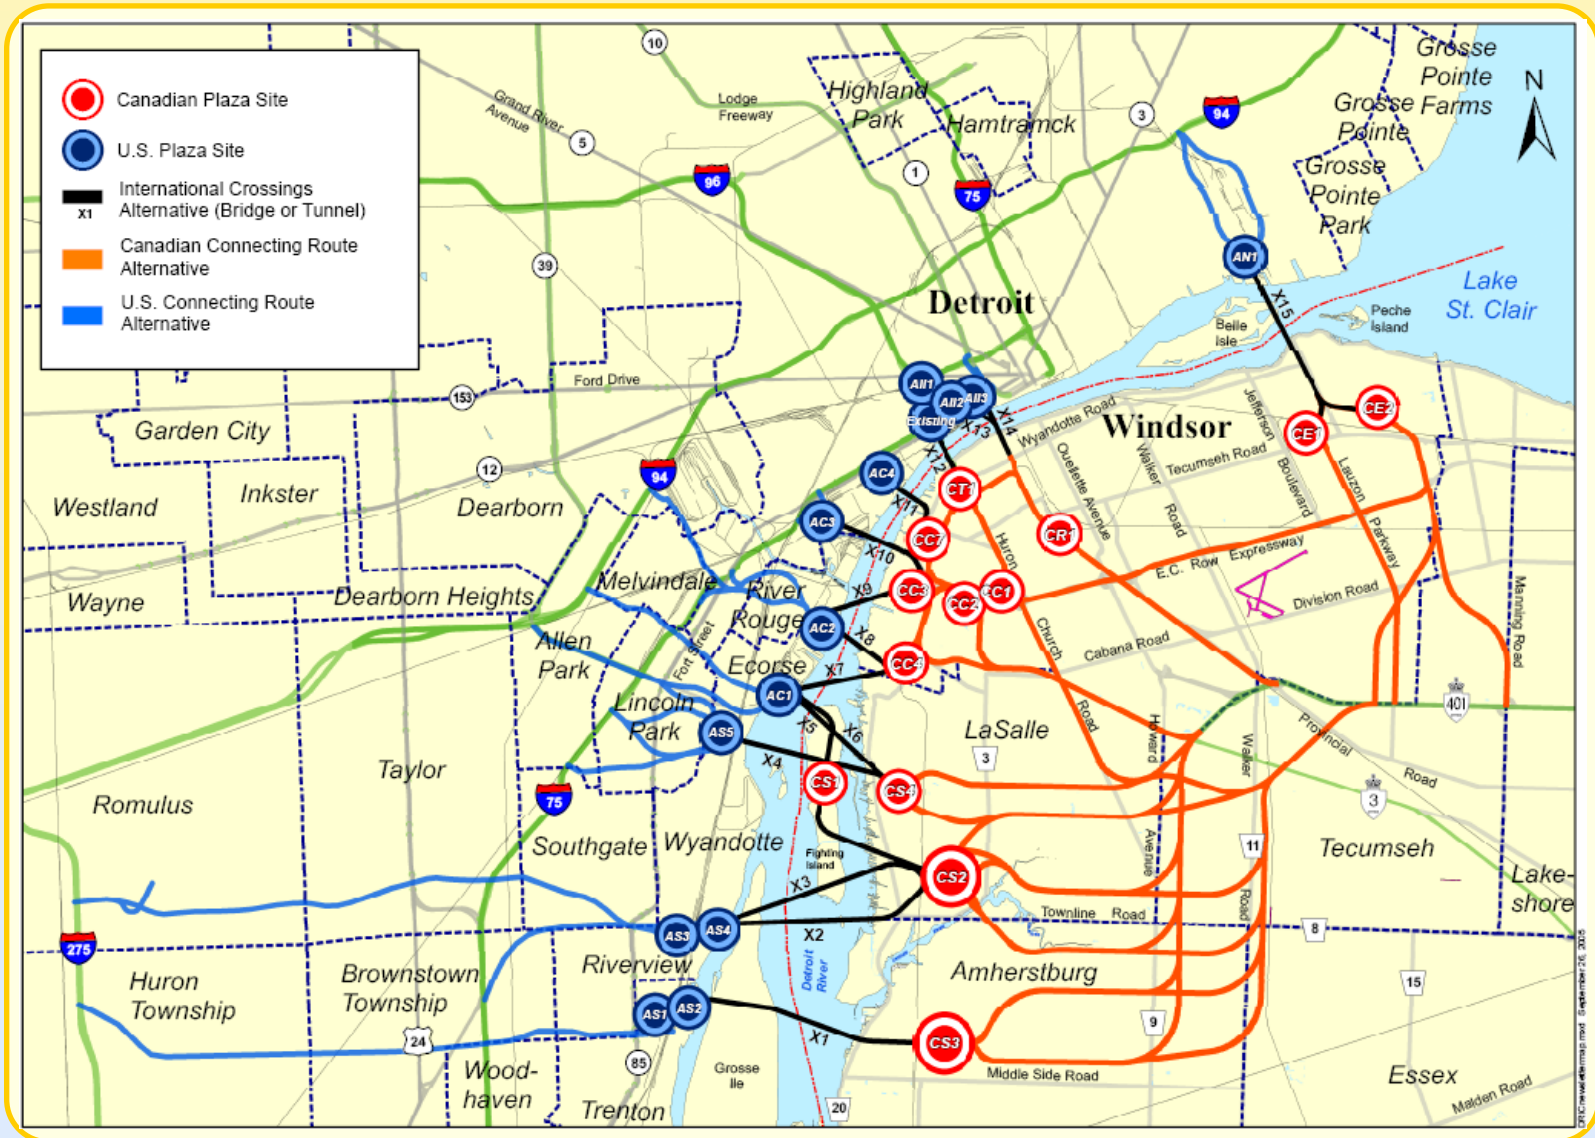 Canadian Plaza Site
U.S. Plaza Site
International Crossings
Alternative (Bridge or Tunnel)
X1
Canadian Connecting Route
Alternative
U.S. Connecting Route
Alternative
10
Grand River
Avenue
5
Lodge
Freeway
Highland
Park
Hamtramck
3
94
Grosse
Pointe
Farms
Grosse
Pointe
Grosse
Pointe
Park
N
96
1
75
39
AN1
X15
Lake
St. Clair
Peche
Island
Belle
Isle
Detroit
Ford Drive
153
AII1
AII2
AII3
Existing
X13
X14
X12
Wyandotte Road
Windsor
Jefferson
Boulevard
CE1
CE2
Garden City
12
94
AC4
X11
CT1
Ouellette Avenue
Walker
Road
Tecumseh Road
Lauzon
Parkway
Westland
Inkster
Dearborn
AC3
X10
CC7
Huron
CR1
E.C. Row Expressway
Wayne
Dearborn Heights
Melvindale
River
Rouge
X9
CC3
CC2
CC1
Division Road
Manning Road
Allen
Park
Fort Street
AC2
X8
Church
Road
Cabana Road
Ecorse
X7
CC4
AC1
Lincoln
Park
X5
X6
AS5
X4
LaSalle
3
Howard
Avenue
Walker
Road
Provincial
Road
401
Taylor
CS1
CS4
3
Romulus
75
Southgate
Wyandotte
Fighting
Island
11
Tecumseh
X3
CS2
Lake-
shore
Townline Road
8
AS3
AS4
X2
275
Riverview
Detroit
River
Huron
Township
Brownstown
Township
Amherstburg
15
AS1
AS2
X1
9
24
CS3
85
Wood-
haven
Grosse
Ile
Middle Side Road
Essex
Trenton
20
Malden Road